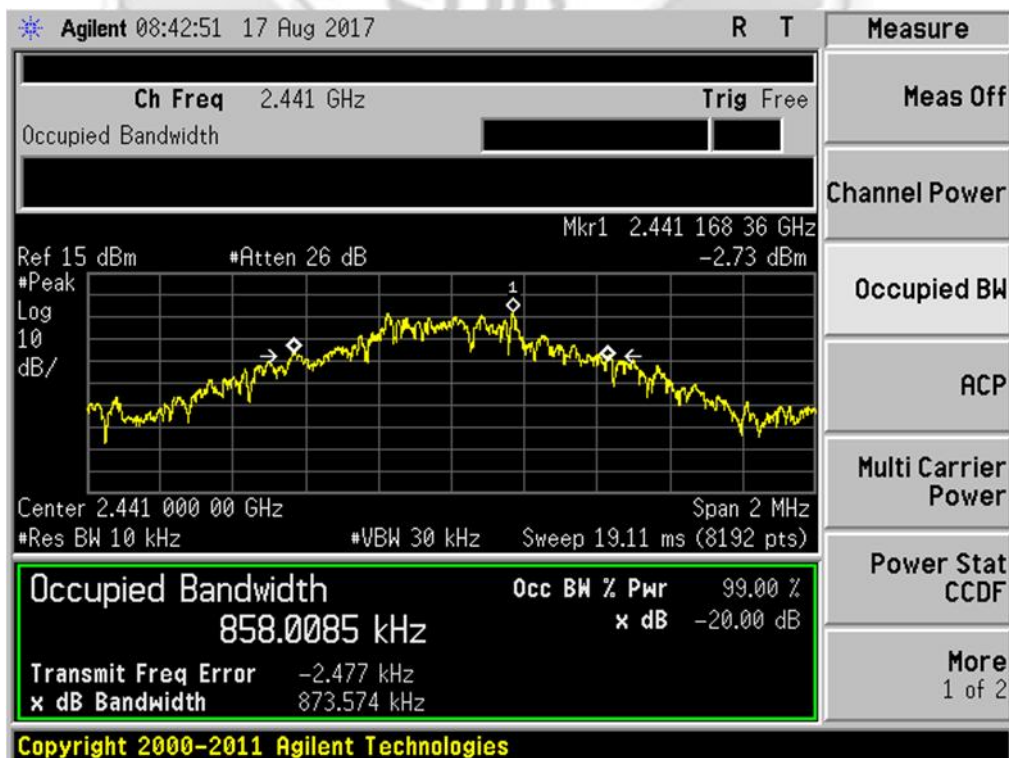 Agilent 08:42:51 17 Aug 2017 R T
Measure
Ch Freq 2.441 GHz Trig Free
Occupied Bandwidth
Mkr1 2.441 168 36 GHz
Ref 15 dBm #Atten 26 dB -2.73 dBm
#Peak
Log
10
dB/
1
Center 2.441 000 00 GHz Span 2 MHz
#Res BW 10 kHz #VBW 30 kHz Sweep 19.11 ms (8192 pts)
Occupied Bandwidth Occ BW % Pwr 99.00 %
858.0085 kHz x dB -20.00 dB
Transmit Freq Error -2.477 kHz
x dB Bandwidth 873.574 kHz
Copyright 2000-2011 Agilent Technologies
Meas Off
Channel Power
Occupied BW
ACP
Multi Carrier
Power
Power Stat
CCDF
More
1 of 2